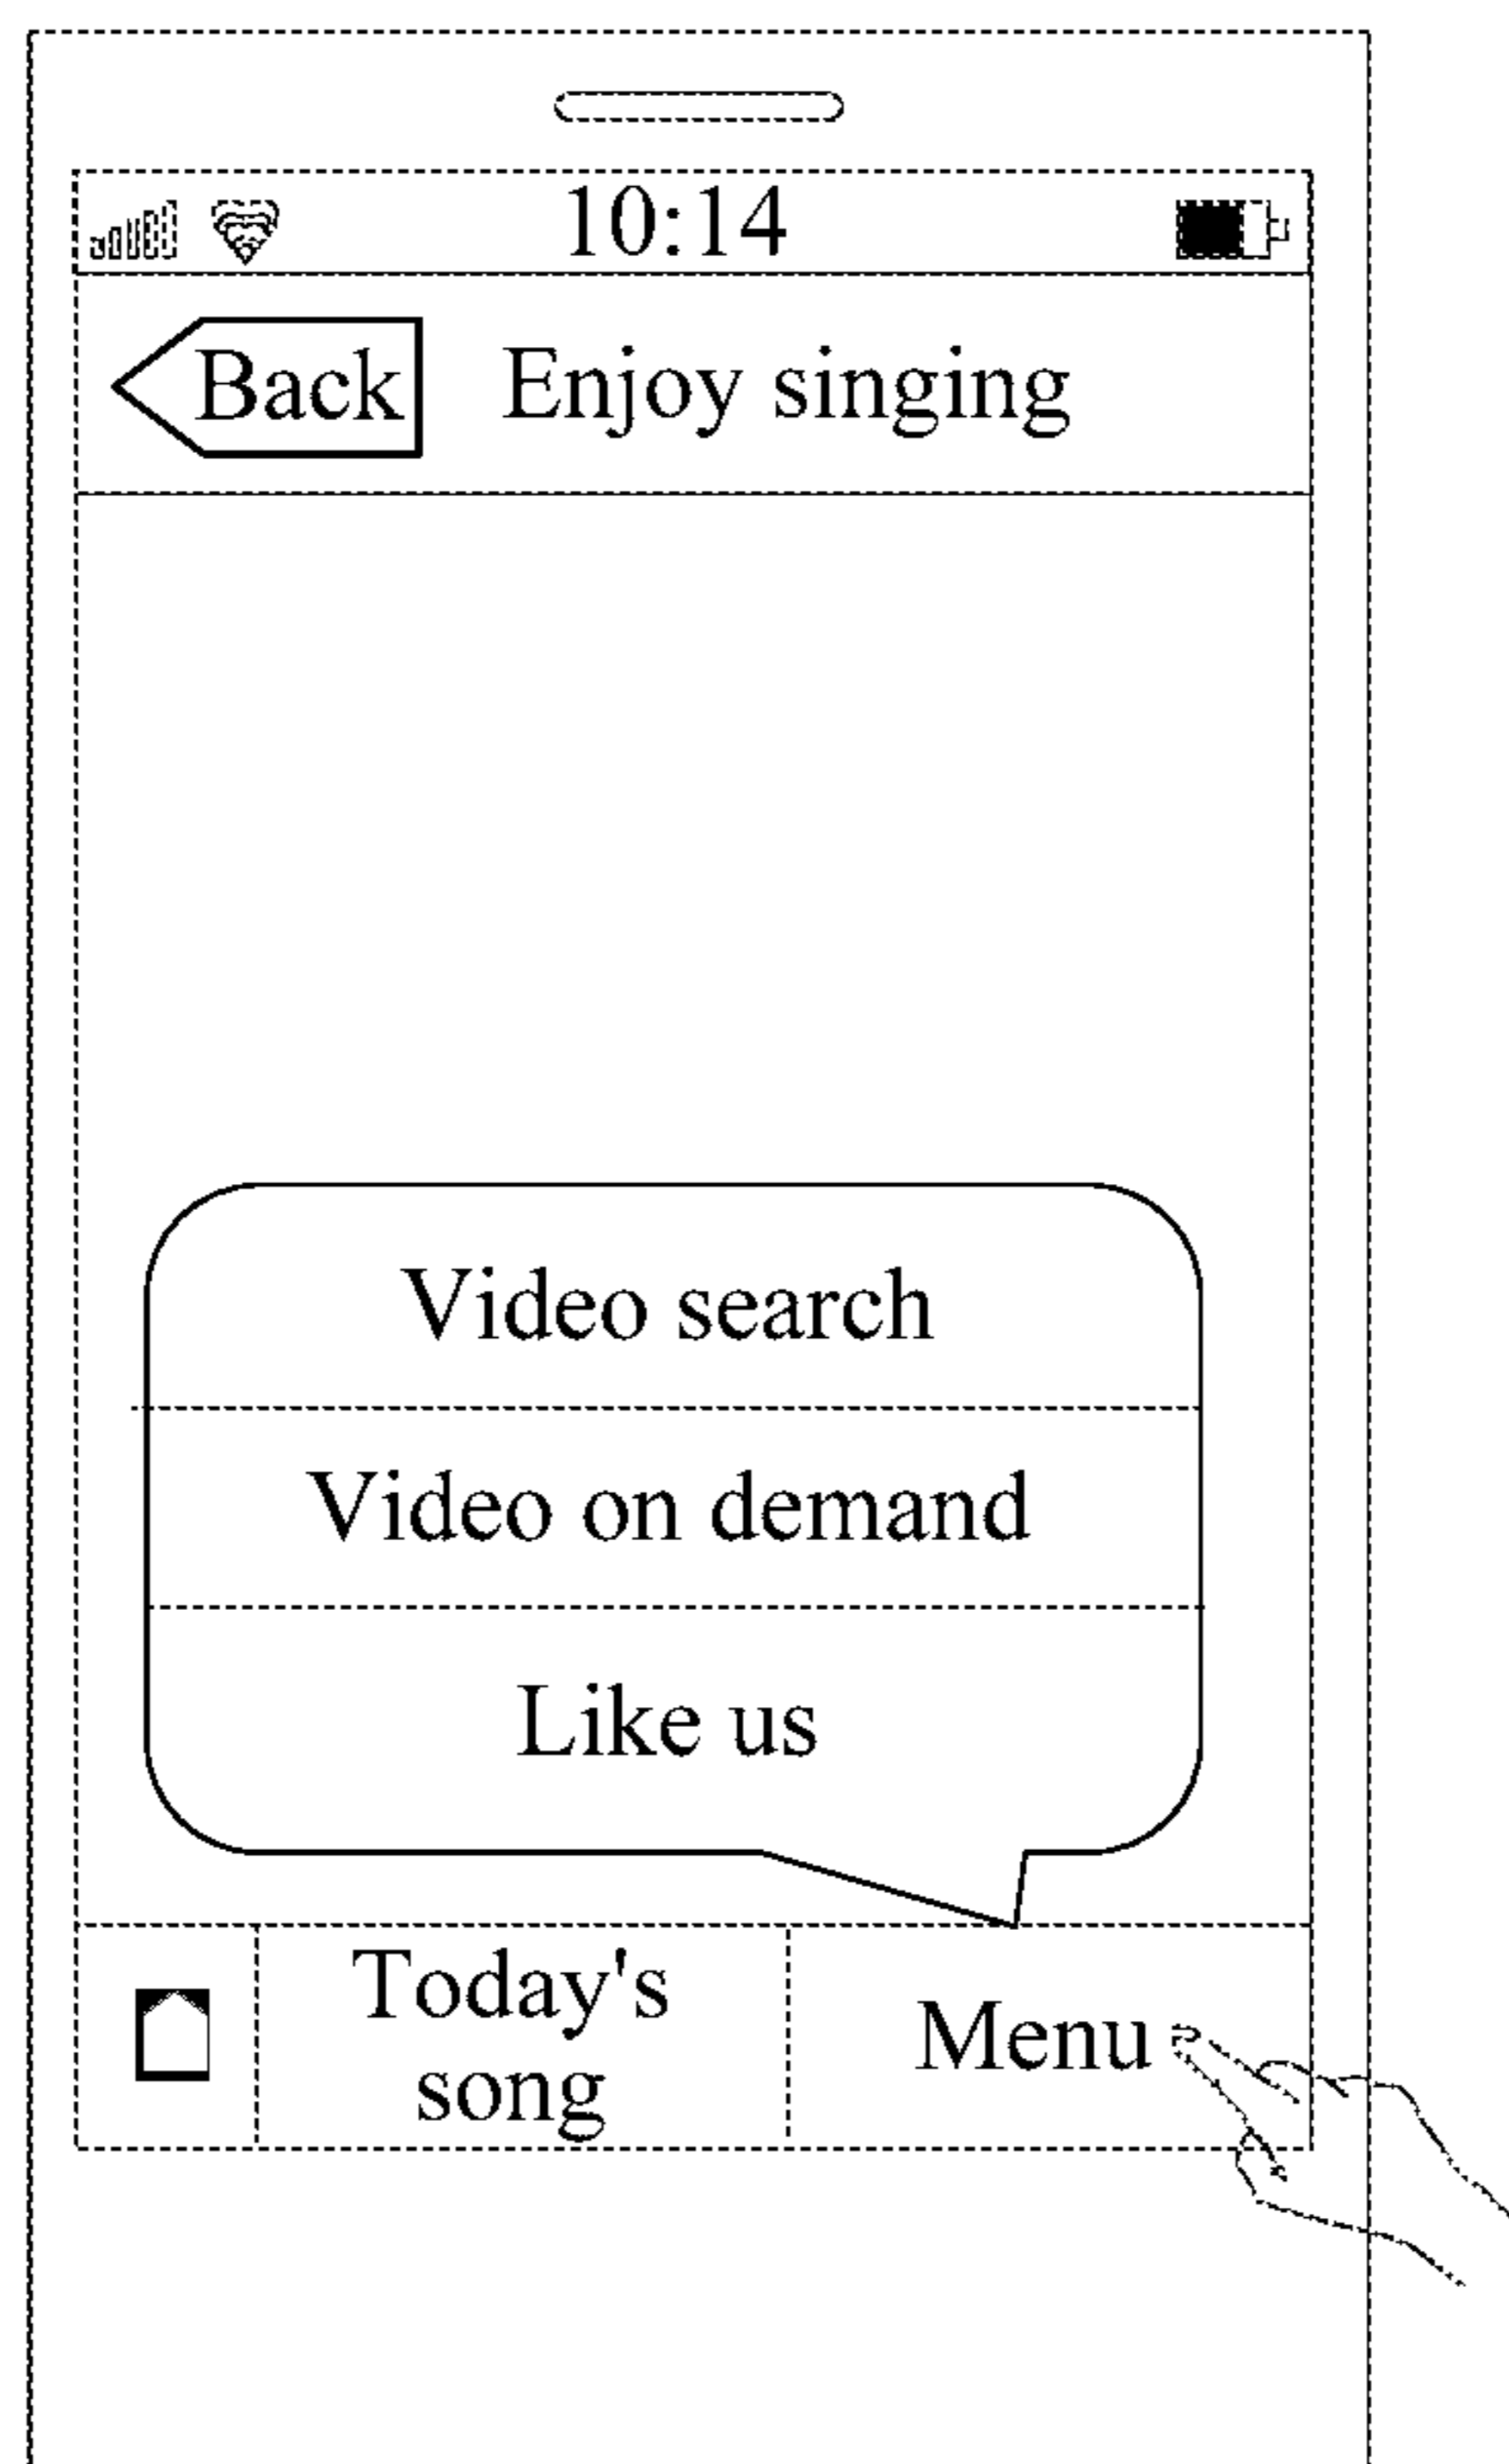 10:14
Back Enjoy singing
Video search
Video on demand
Like us
Today's
song
Menu